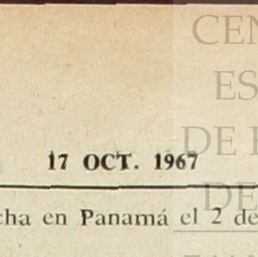 CEN
ES
DE
17 OCT. 1967
DE
cha en Panamá el 2 de